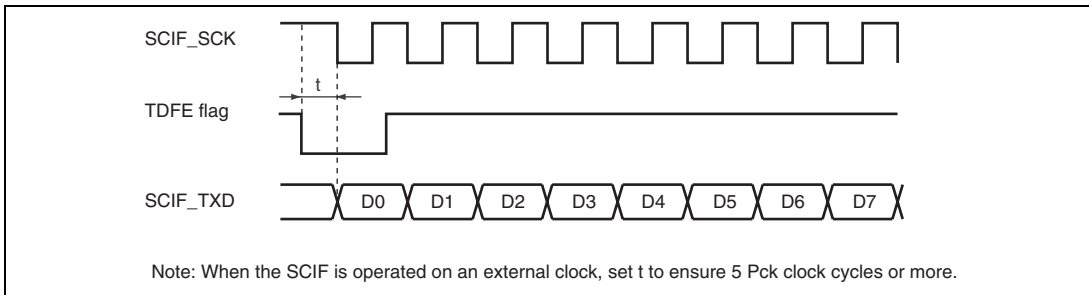 SCIF_SCK
t
TDFE flag
SCIF_TXD D0 D1 D2 D3 D4 D5 D6 D7
Note: When the SCIF is operated on an external clock, set t to ensure 5 Pck clock cycles or more.